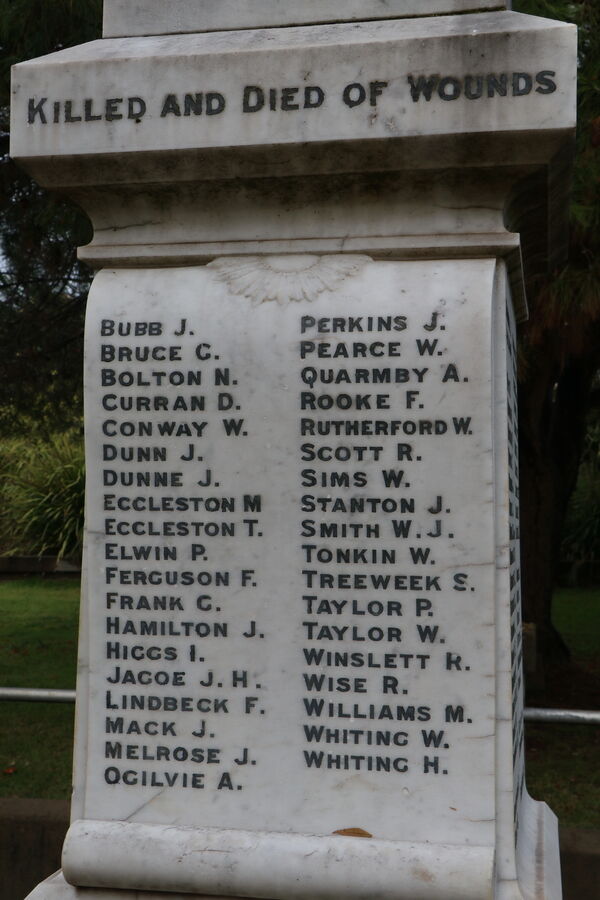 KILLED AND DIED OF WOUNDS
BUBB J.
BRUCE G.
BOLTON N.
CURRAN D.
CONWAY W.
DUNN J.
DUNNE J.
ECCLESTON M
ECCLESTON T.
ELWIN P.
FERGUSON F.
FRANK G.
HAMILTON J.
HIGGS I.
JAGOE J. H.
LINDBECK F.
MACK J.
MELROSE J.
OGILVIE A.
PERKINS J.
PEARCE W.
QUARMBY A.
ROOKE F.
RUTHERFORD W.
SCOTT R.
SIMS W.
STANTON J.
SMITH W. J.
TONKIN W.
TREEWEEK S.
TAYLOR P.
TAYLOR W.
WINSLETT R.
WISE R.
WILLIAMS M.
WHITING W.
WHITING H.